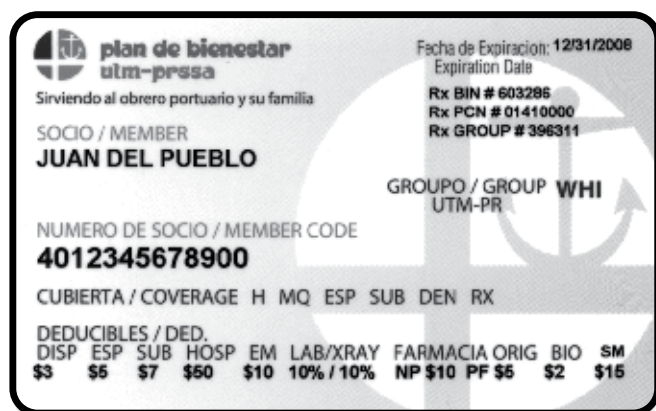 plan de bienestar
utm-prssa
Sirviendo al obrero portuario y su familia
Fecha de Expiracion: 12/31/2008
Expiration Date
Rx BIN # 603286
Rx PCN # 01410000
Rx GROUP # 396311
SOCIO / MEMBER
JUAN DEL PUEBLO
GROUPO / GROUP WHI
UTM-PR
NUMERO DE SOCIO / MEMBER CODE
4012345678900
CUBIERTA / COVERAGE H MQ ESP SUB DEN RX
DEDUCIBLES / DED.
DISP ESP SUB HOSP EM LAB/XRAY FARMACIA ORIG BIO SM
$3 $5 $7 $50 $10 10% / 10% NP $10 PF $5 $2 $15